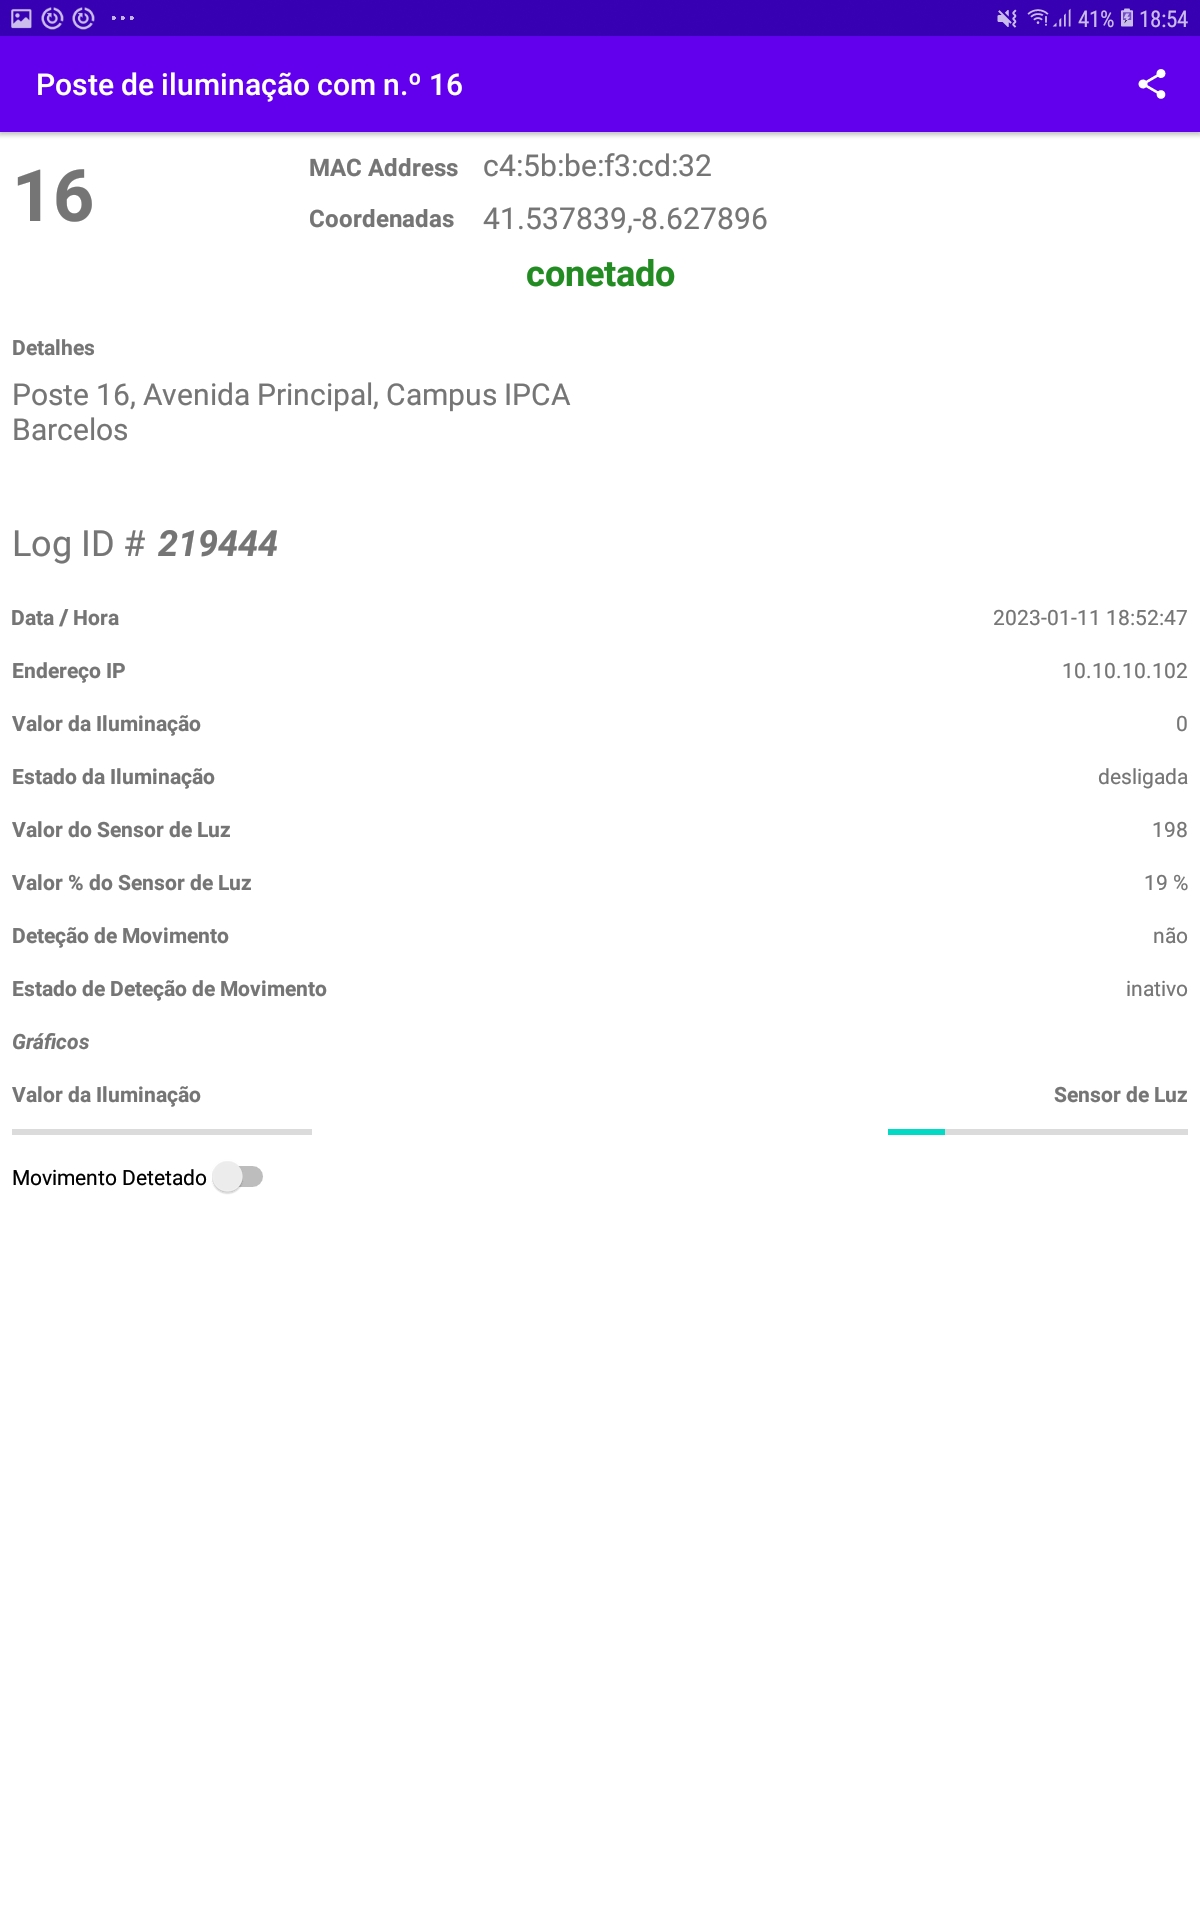 41% 18:54
Poste de iluminação com n.º 16
16
MAC Address c4:5b:be:f3:cd:32
Coordenadas 41.537839,-8.627896
conetado
Detalhes
Poste 16, Avenida Principal, Campus IPCA
Barcelos
Log ID # 219444
Data / Hora 2023-01-11 18:52:47
Endereço IP 10.10.10.102
Valor da Iluminação 0
Estado da Iluminação desligada
Valor do Sensor de Luz 198
Valor % do Sensor de Luz 19 %
Deteção de Movimento não
Estado de Deteção de Movimento inativo
Gráficos
Valor da Iluminação Sensor de Luz
Movimento Detetado